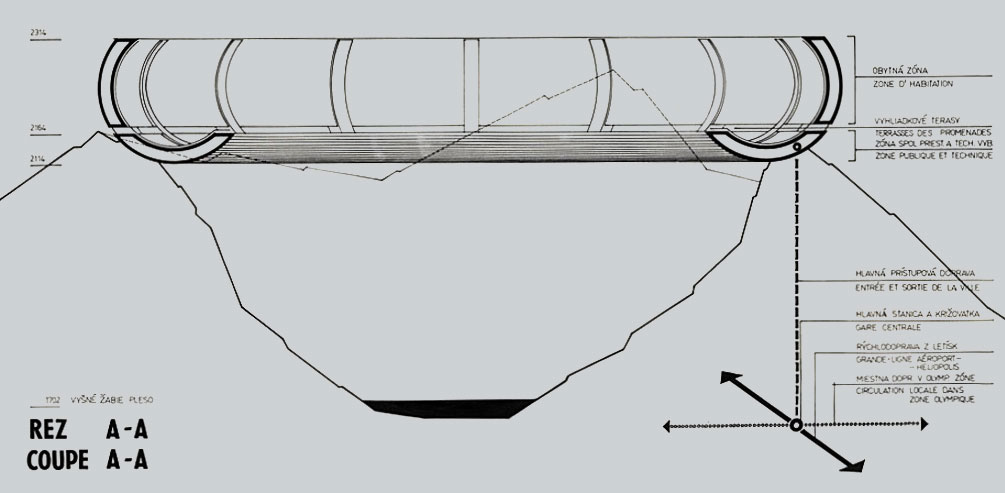 2314
OBYTNÁ ZÓNA
ZONE D' HABITATION
2164
VYHLIADKOVÉ TERASY
TERRASSES DES PROMENADES
ZÓNA SPOL PRIEST A TECH. VYB
ZONE PUBLIQUE ET TECHNIQUE
2114
HLAVNÁ PRÍSTUPOVÁ DOPRAVA
ENTRÉE ET SORTIE DE LA VILLE
HLAVNÁ STANICA A KRIŽOVATKA
GARE CENTRALE
RÝCHLODOPRAVA Z LETÍSK
GRANDE-LIGNE AÉROPORT-
-HELIOPOLIS
MIESTNA DOPR. V OLYMP. ZÓNE
CIRCULATION LOCALE DANS
ZONE OLYMPIQUE
1702 VYŠNÉ ŽABIE PLESO
REZ A-A
COUPE A-A